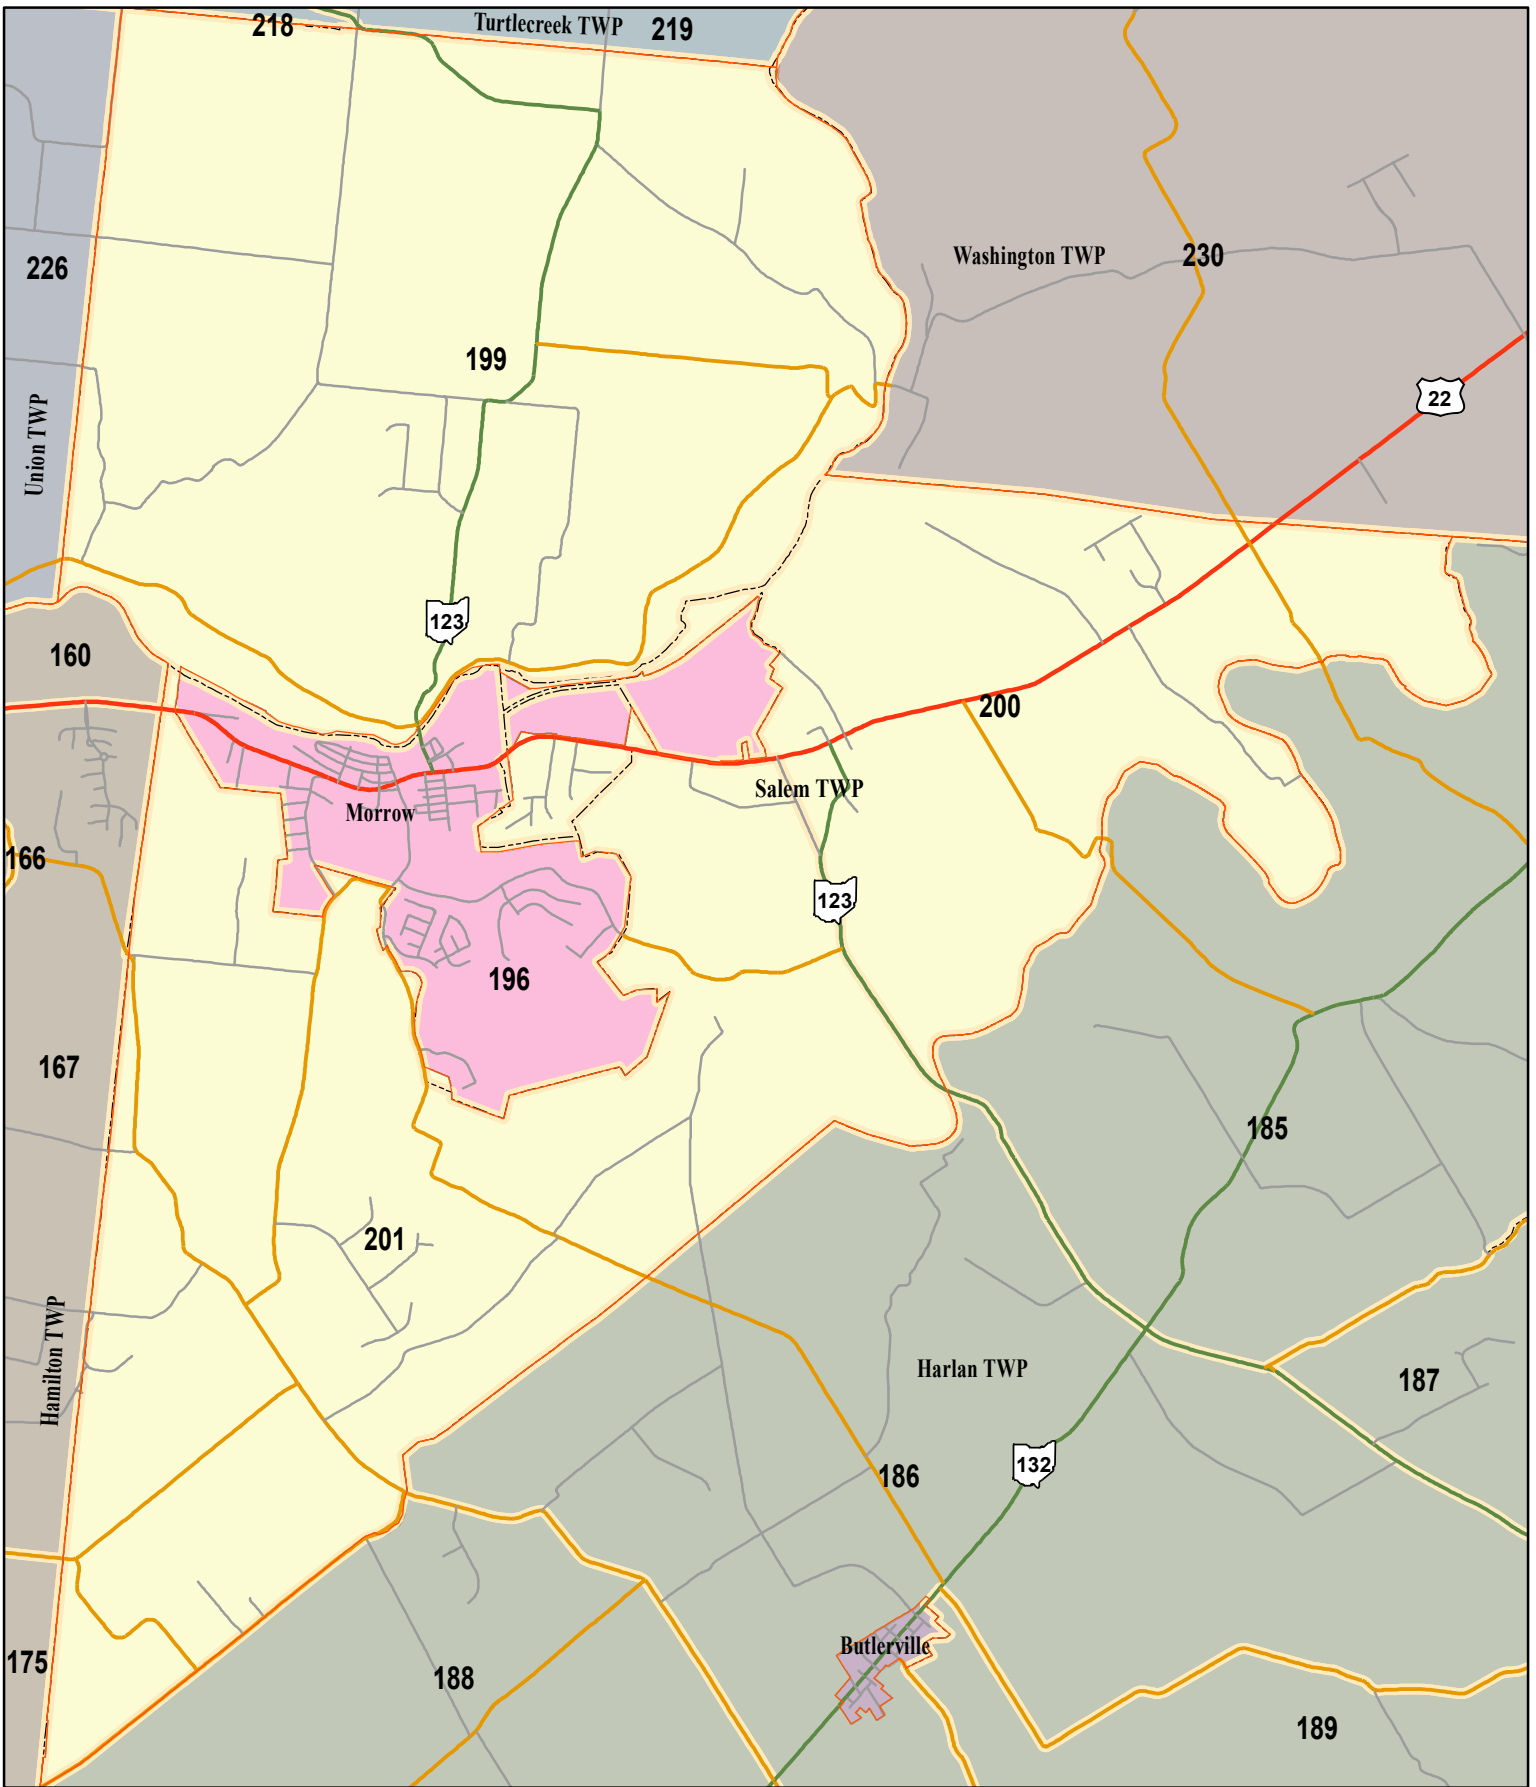 218
Turtlecreek TWP
219
Washington TWP
230
226
199
22
Union TWP
123
160
200
Salem TWP
Morrow
166
123
196
167
185
201
Hamilton TWP
Harlan TWP
187
132
186
Butlerville
175
188
189